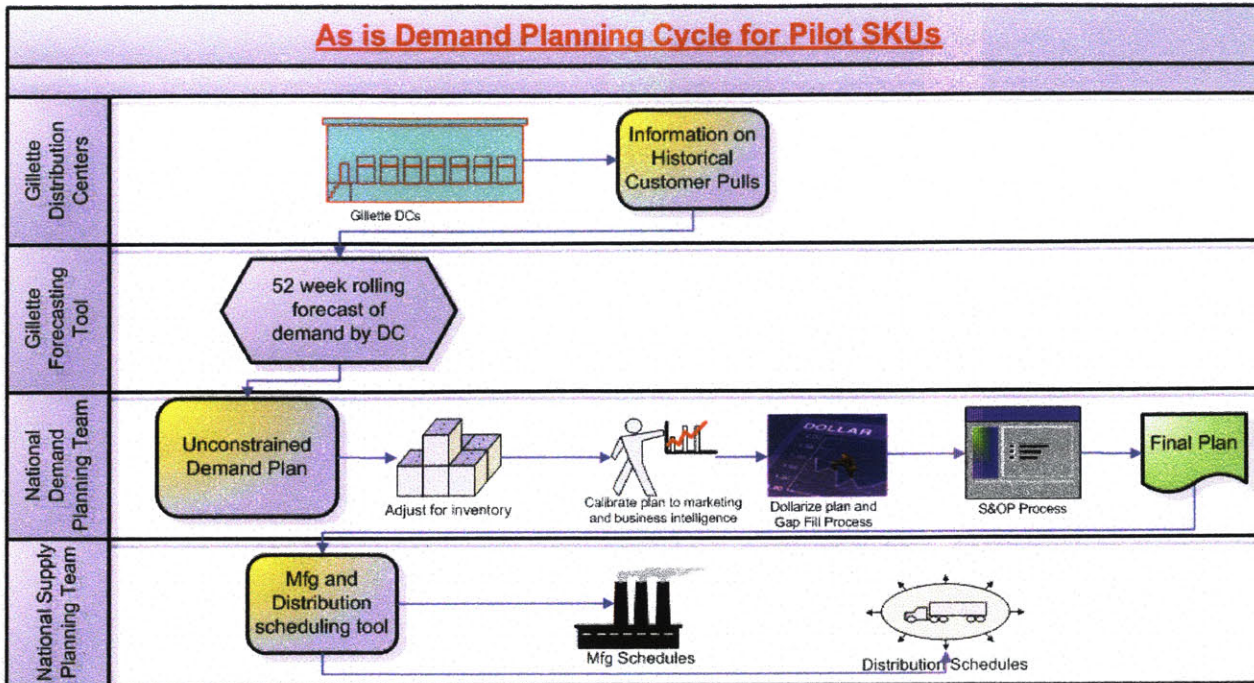 As is Demand Planning Cycle for Pilot SKUs
Gillette
Distribution
Centers
Gillette DCs
Information on
Historical
Customer Pulls
Gillette
Forecasting
Tool
52 week rolling
forecast of
demand by DC
National
Demand
Planning Team
Unconstrained
Demand Plan
Adjust for inventory
Calibrate plan to marketing
and business intelligence
DOLLAR
Dollarize plan and
Gap Fill Process
S&OP Process
Final Plan
National Supply
Planning Team
Mfg and
Distribution
scheduling tool
Mfg Schedules
Distribution Schedules